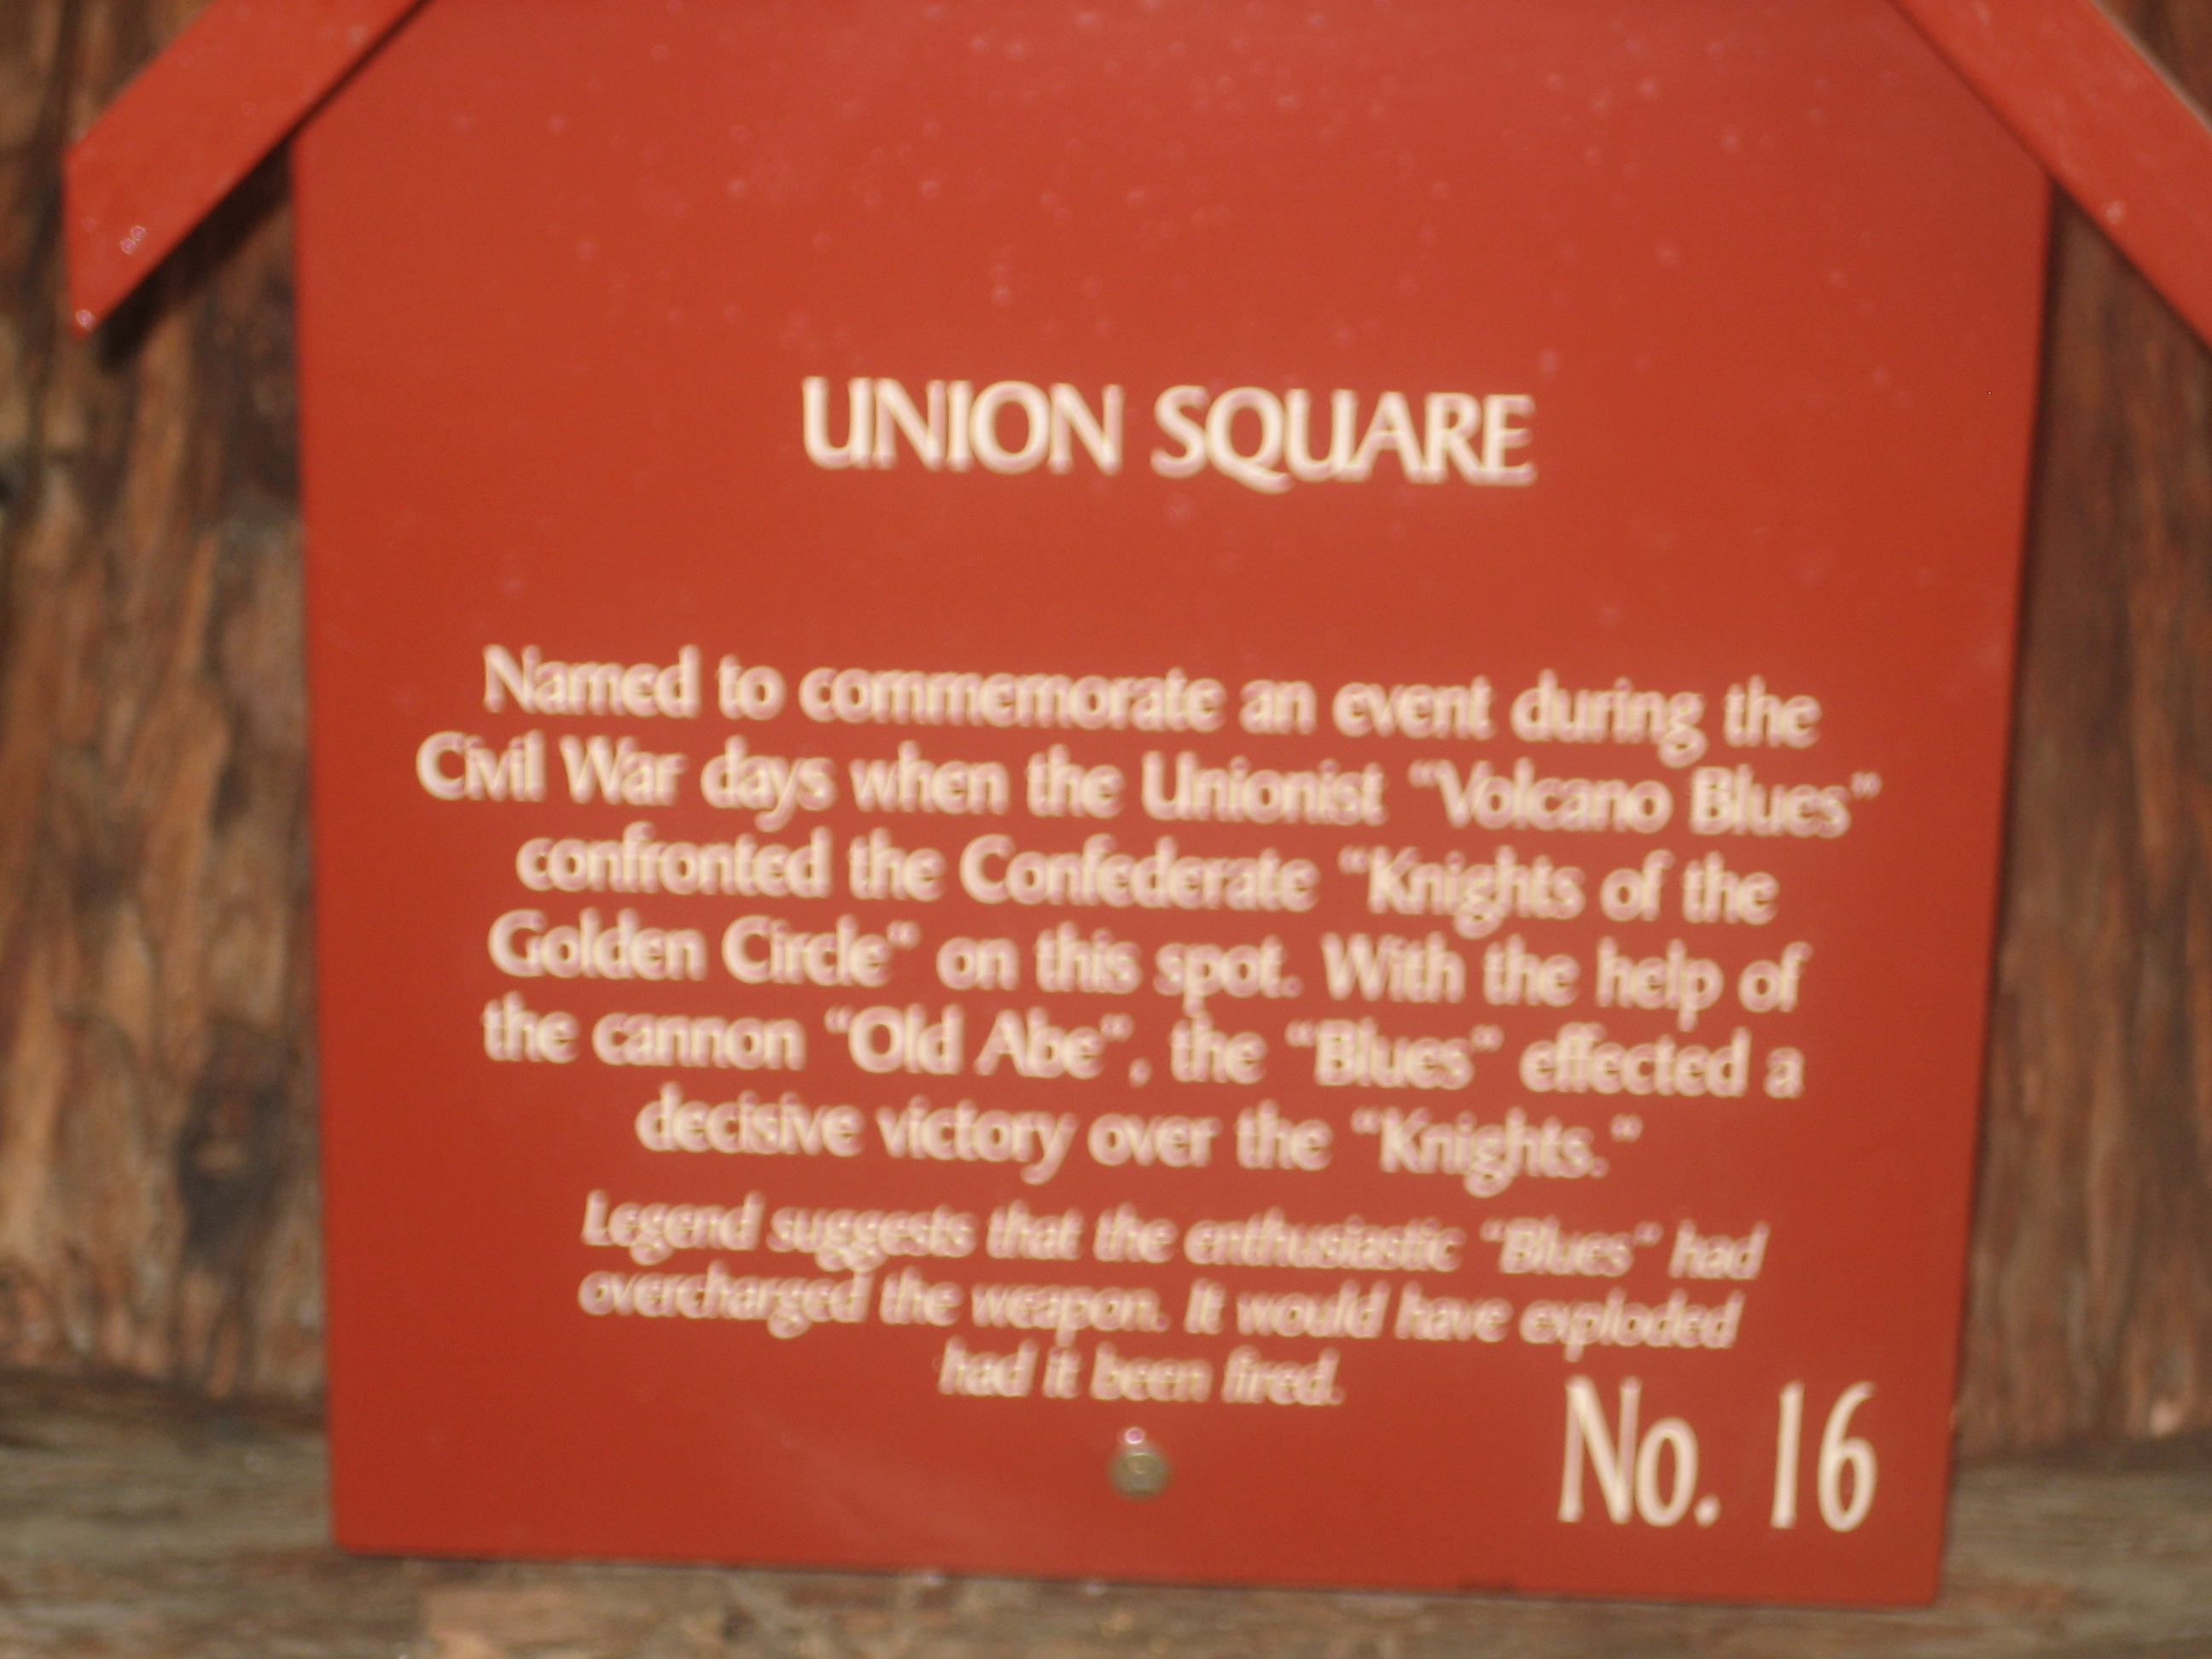 UNION SQUARE
Named to commemorate an event during the
Civil War days when the Unionist “Volcano Blues”
confronted the Confederate “Knights of the
Golden Circle“ on this spot. With the help of
the cannon “Old Abe“, the “Blues“ effected a
decisive victory over the “Knights.”
Legend suggests that the enthusiastic “Blues“ had
overcharged the weapon. It would have exploded
had it been fired.
No. 16